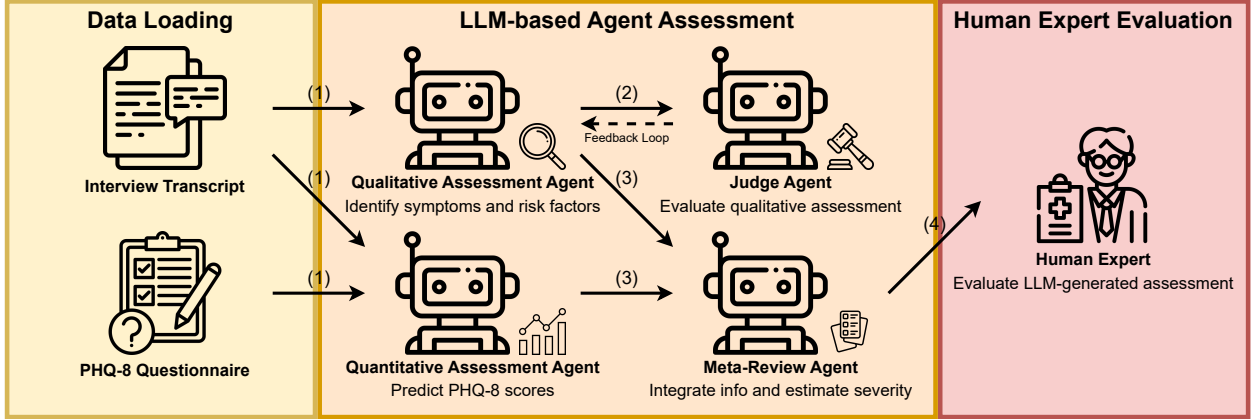 Data Loading
LLM-based Agent Assessment
Human Expert Evaluation
(1)
(2)
Feedback Loop
Interview Transcript
(1)
Qualitative Assessment Agent
Identify symptoms and risk factors
(3)
Judge Agent
Evaluate qualitative assessment
(4)
Human Expert
Evaluate LLM-generated assessment
(1)
(3)
?
PHQ-8 Questionnaire
Quantitative Assessment Agent
Predict PHQ-8 scores
Meta-Review Agent
Integrate info and estimate severity